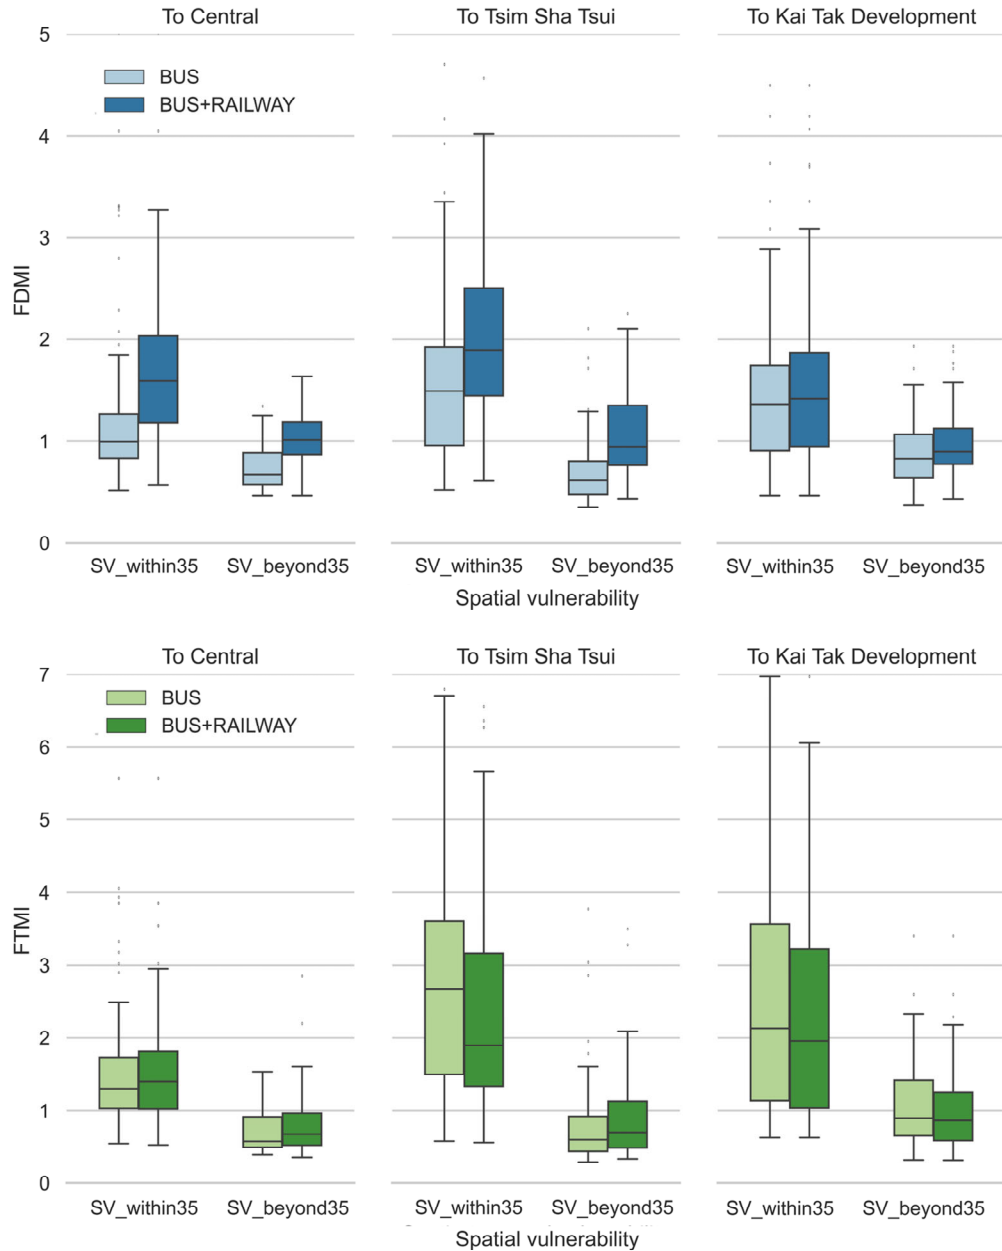 To Central To Tsim Sha Tsui To Kai Tak Development
5
BUS
BUS+RAILWAY
4
3
FDMI
2
1
0
SV_within35 SV_beyond35 SV_within35 SV_beyond35 SV_within35 SV_beyond35
Spatial vulnerability
To Central To Tsim Sha Tsui To Kai Tak Development
7
BUS
BUS+RAILWAY
6
5
4
FTMI
3
2
1
0
SV_within35 SV_beyond35 SV_within35 SV_beyond35 SV_within35 SV_beyond35
Spatial vulnerability